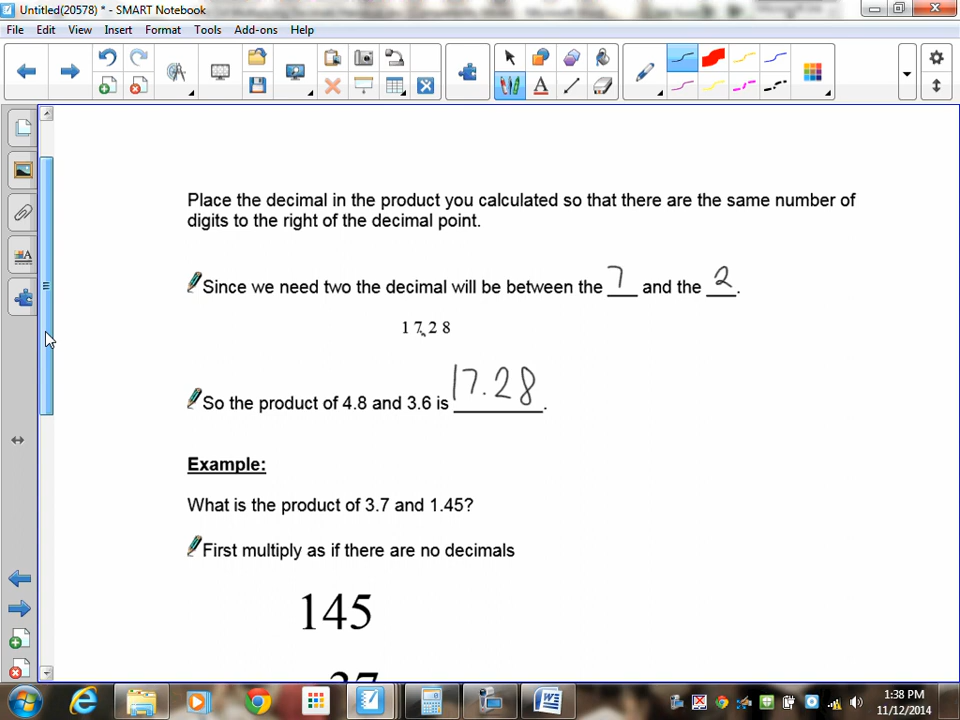 Untitled(20578) * - SMART Notebook
File Edit View Insert Format Tools Add-ons Help
Place the decimal in the product you calculated so that there are the same number of
digits to the right of the decimal point.
Since we need two the decimal will be between the 7 and the 2.
1 7.2 8
So the product of 4.8 and 3.6 is 17.28.
Example:
What is the product of 3.7 and 1.45?
First multiply as if there are no decimals
145
37
1:38 PM
11/12/2014